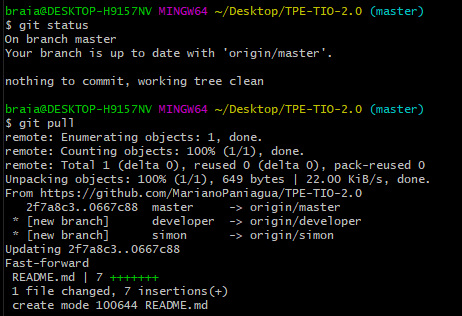 braia@DESKTOP-H9157NV MINGW64 ~/Desktop/TPE-TIO-2.0 (master)
$ git status
On branch master
Your branch is up to date with 'origin/master'.
nothing to commit, working tree clean
braia@DESKTOP-H9157NV MINGW64 ~/Desktop/TPE-TIO-2.0 (master)
$ git pull
remote: Enumerating objects: 1, done.
remote: Counting objects: 100% (1/1), done.
remote: Total 1 (delta 0), reused 0 (delta 0), pack-reused 0
Unpacking objects: 100% (1/1), 649 bytes | 22.00 KiB/s, done.
From https://github.com/MarianoPaniagua/TPE-TIO-2.0
   2f7a8c3..0667c88  master     -> origin/master
 * [new branch]      developer  -> origin/developer
 * [new branch]      simon      -> origin/simon
Updating 2f7a8c3..0667c88
Fast-forward
 README.md | 7 +++++++
 1 file changed, 7 insertions(+)
 create mode 100644 README.md